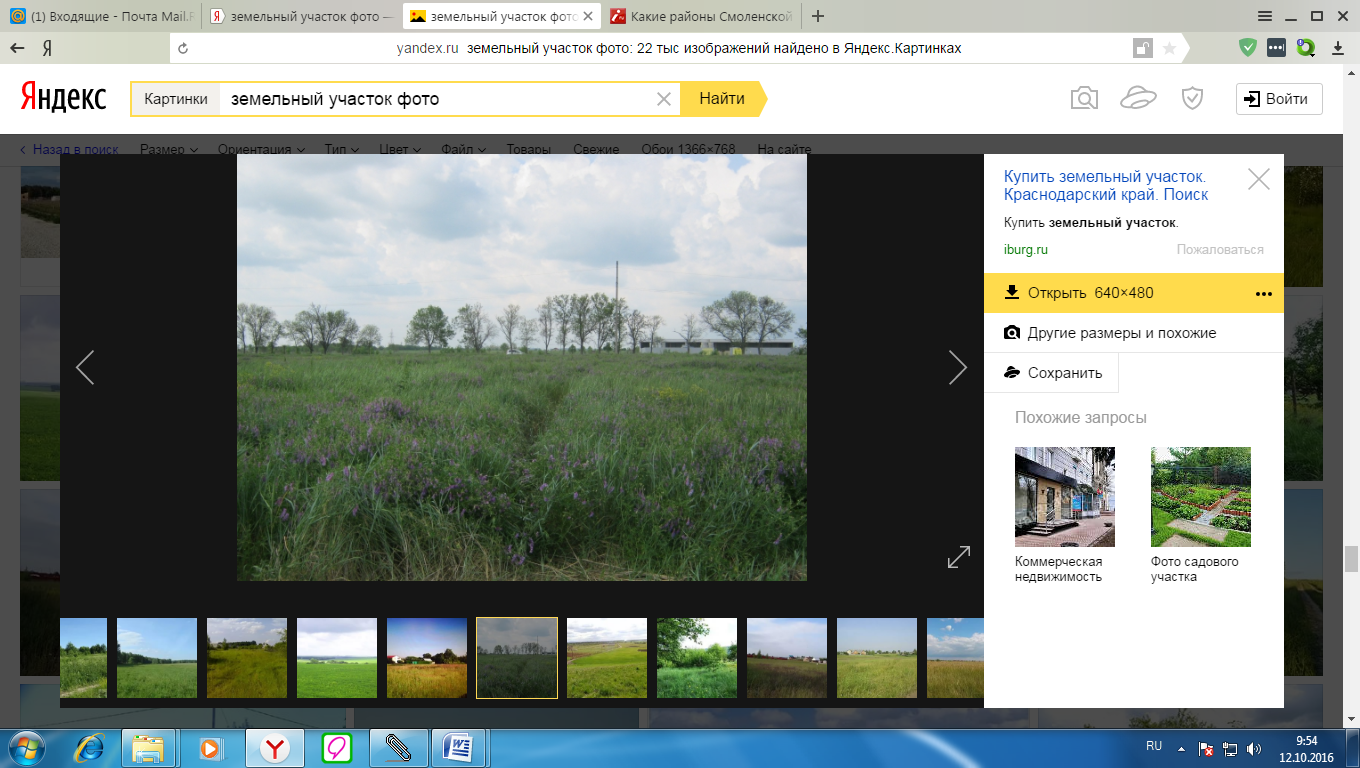 (1) Входящие - Почта Mail.R
земельный участок фото —
земельный участок фото
Какие районы Смоленской
Я
yandex.ru земельный участок фото: 22 тыс изображений найдено в Яндекс.Картинках
Яндекс
Картинки
земельный участок фото
Найти
Войти
Назад в поиск Размер Ориентация Тип Цвет Файл Товары Свежие Обои 1366×768 На сайте
Купить земельный участок.
Краснодарский край. Поиск
Купить земельный участок.
iburg.ru
Пожаловаться
Открыть 640×480
Другие размеры и похожие
Сохранить
Похожие запросы
Коммерческая
недвижимость
Фото садового
участка
RU
9:54
12.10.2016